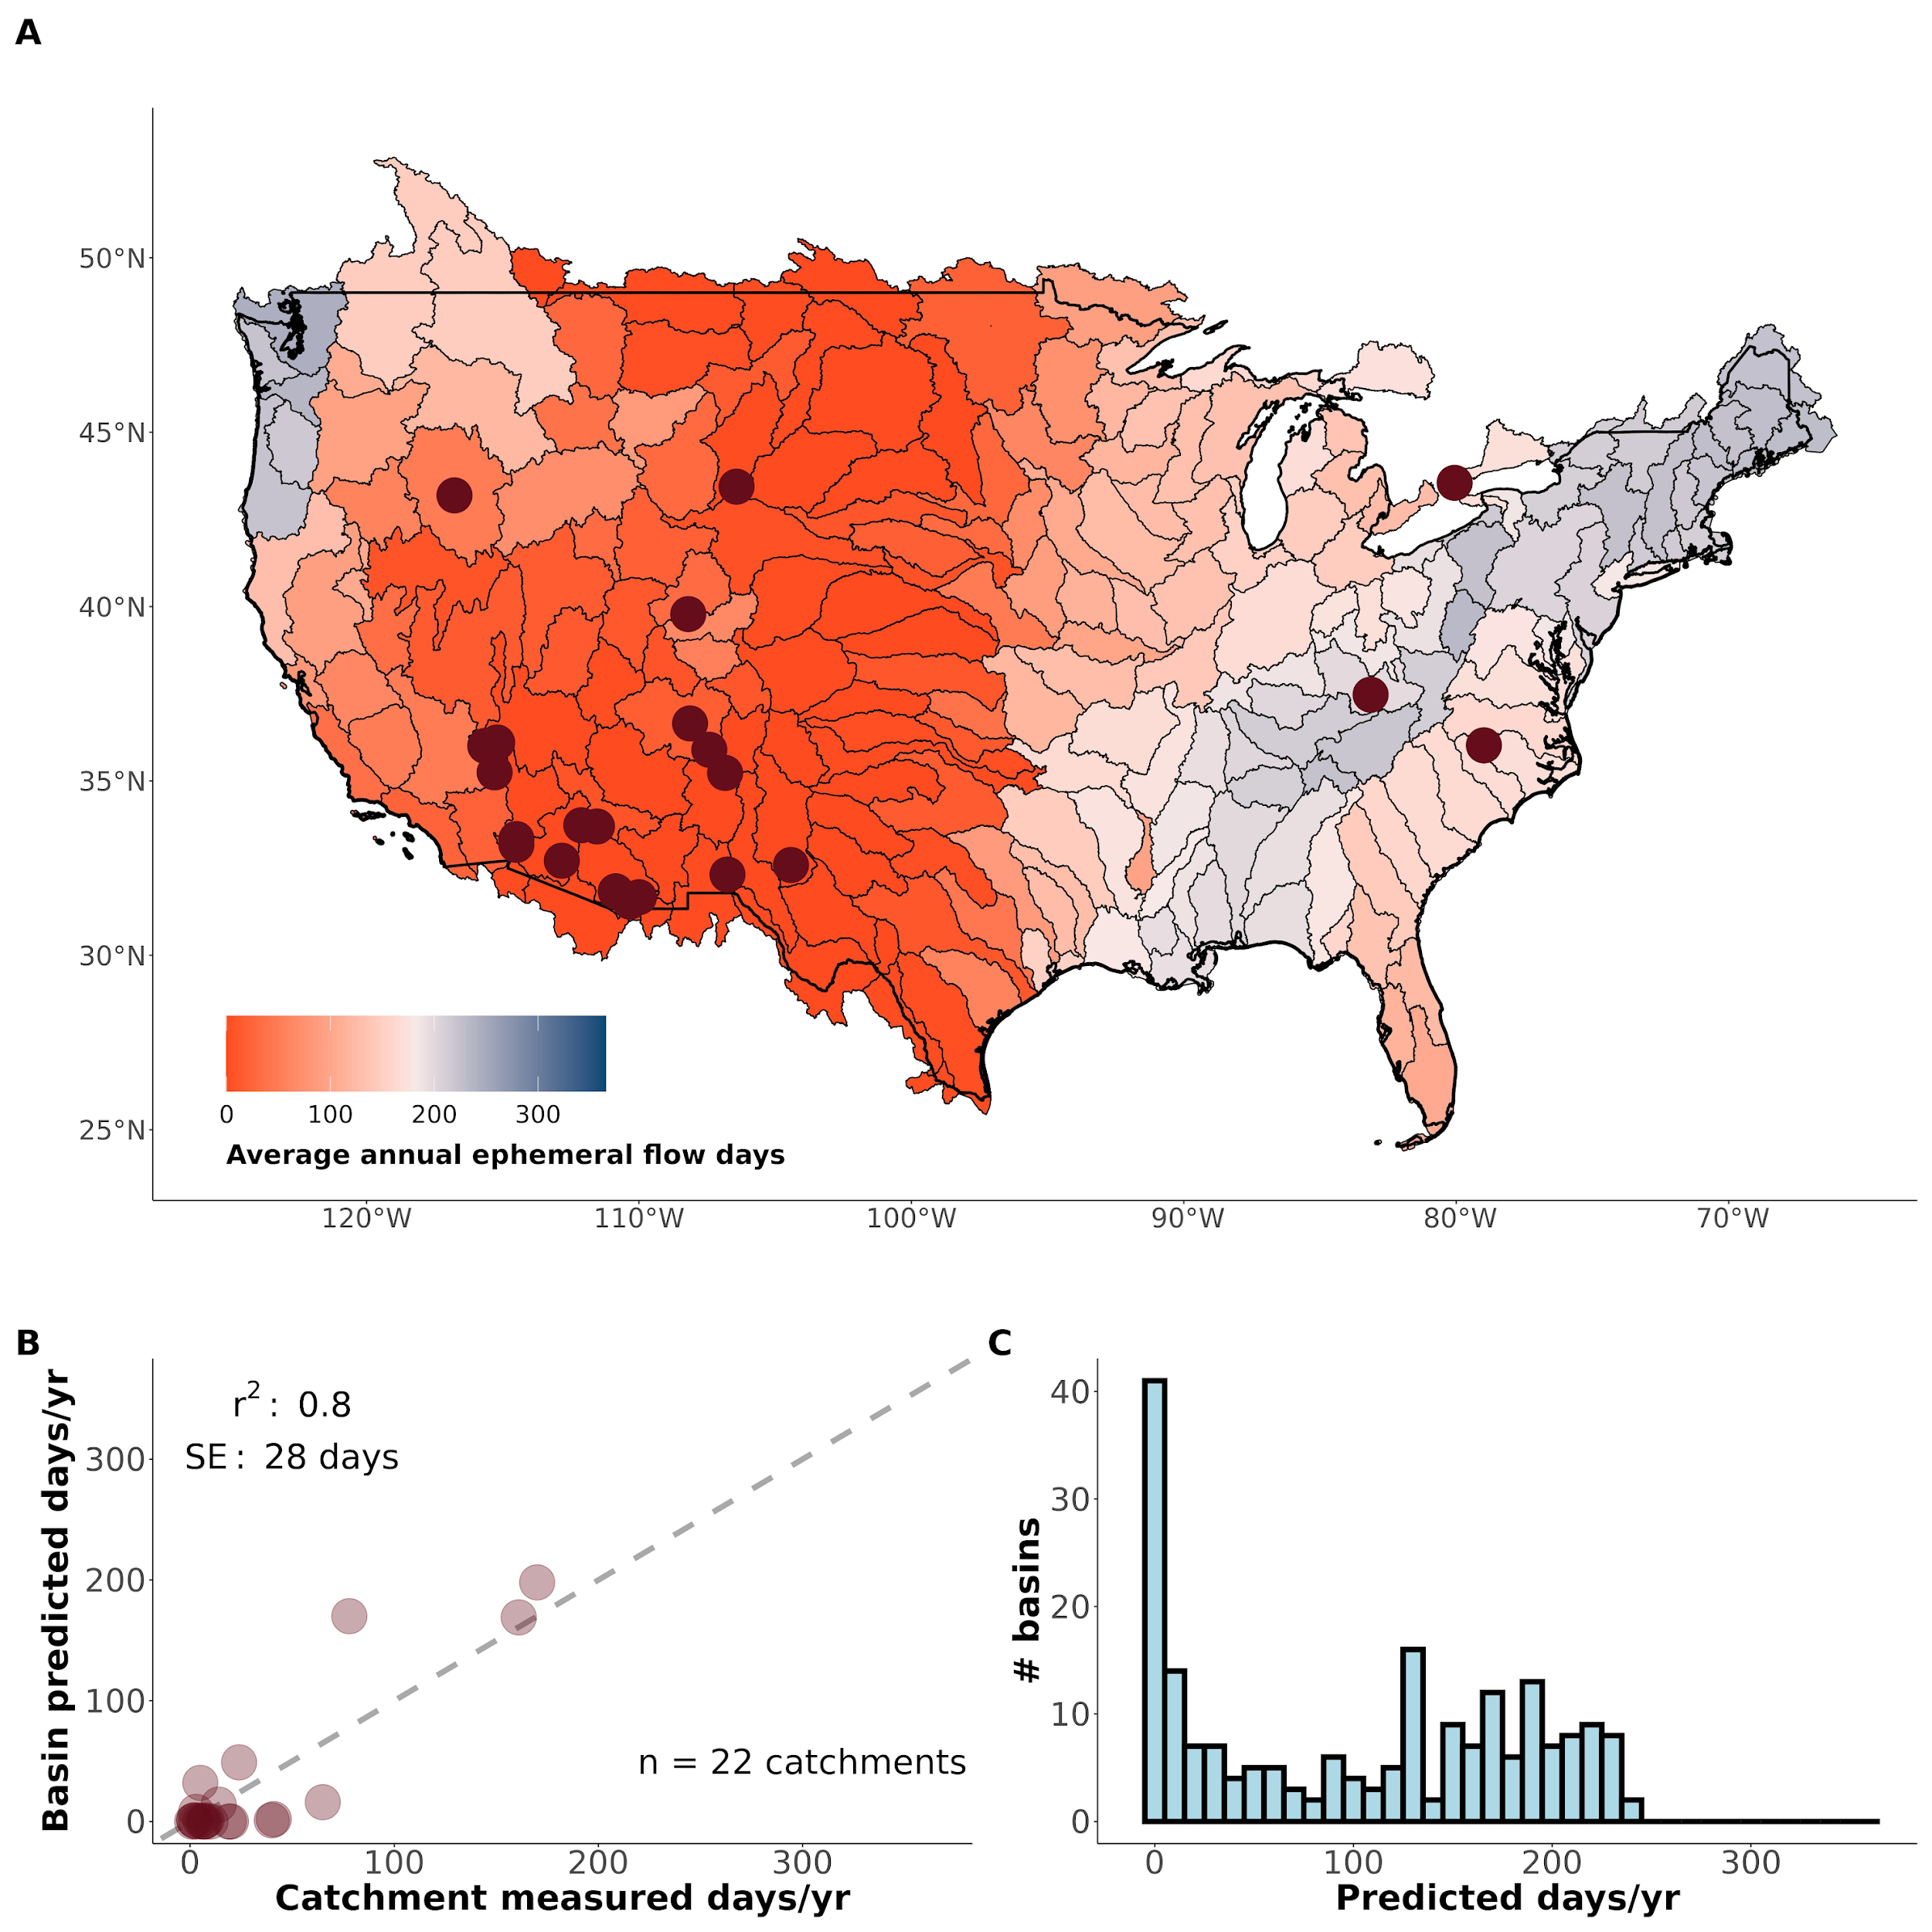 A
50°N
45°N
40°N
35°N
30°N
25°N
0 100 200 300
Average annual ephemeral flow days
120°W 110°W 100°W 90°W 80°W 70°W
B
Basin predicted days/yr
r2: 0.8
SE: 28 days
300
200
100
0
n = 22 catchments
0 100 200 300
Catchment measured days/yr
C
# basins
40
30
20
10
0
0 100 200 300
Predicted days/yr